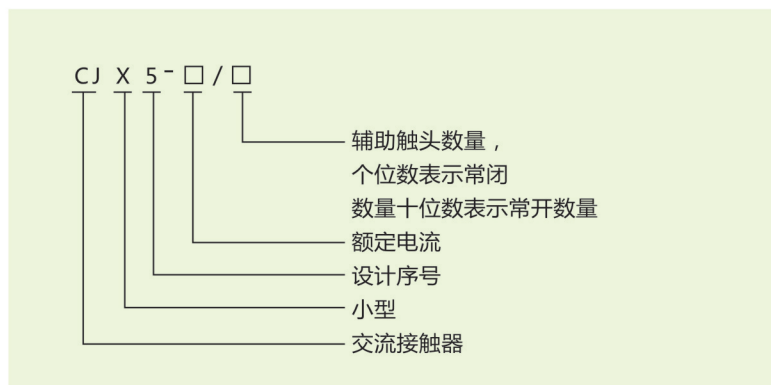 CJ X 5-□/□
辅助触头数量，
个位数表示常闭
数量十位数表示常开数量
额定电流
设计序号
小型
交流接触器